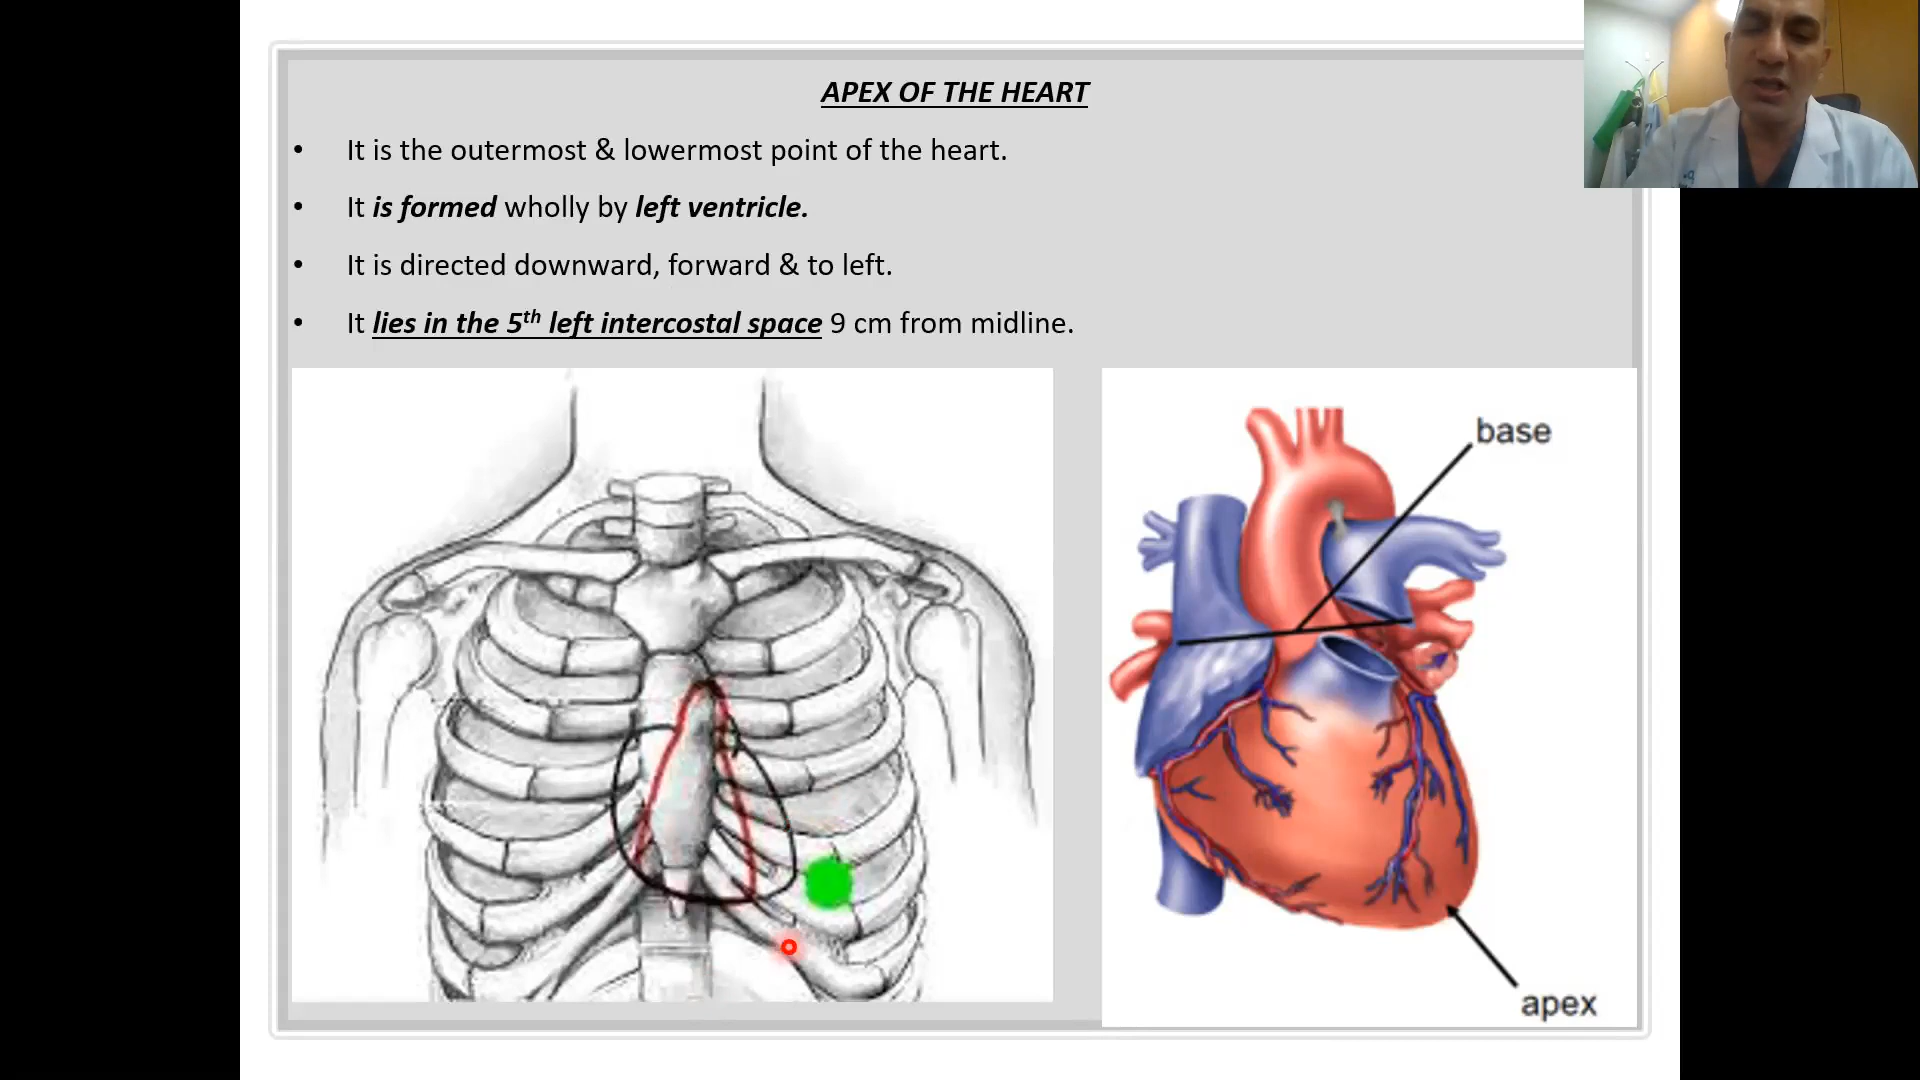 APEX OF THE HEART
• It is the outermost & lowermost point of the heart.
• It is formed wholly by left ventricle.
• It is directed downward, forward & to left.
• It lies in the 5th left intercostal space 9 cm from midline.
base
apex